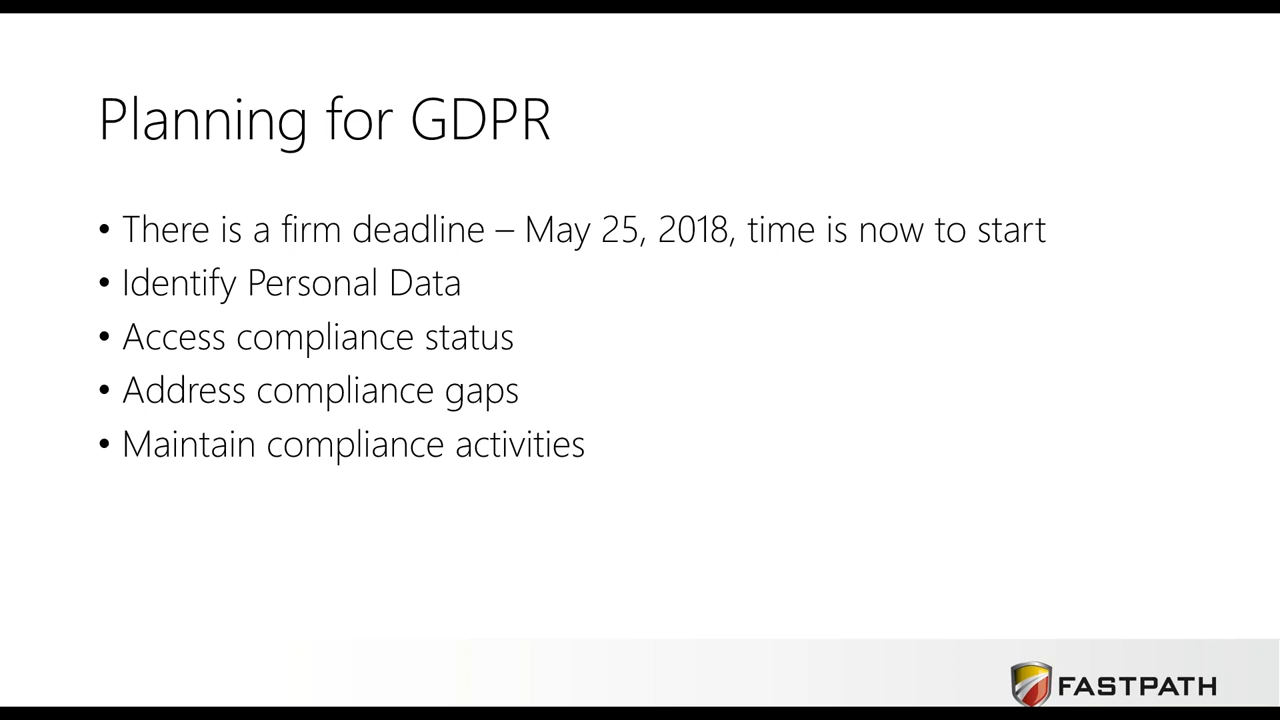 Planning for GDPR
• There is a firm deadline – May 25, 2018, time is now to start
• Identify Personal Data
• Access compliance status
• Address compliance gaps
• Maintain compliance activities
FASTPATH